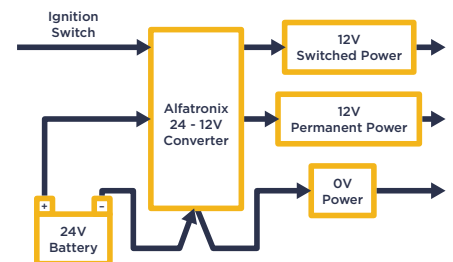 Ignition
Switch
12V
Switched Power
Alfatronix
24 - 12V
Converter
12V
Permanent Power
0V
Power
+
–
24V
Battery